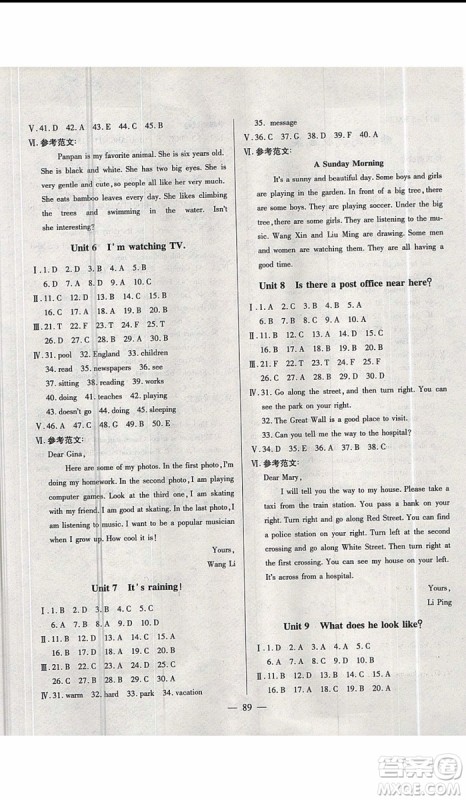 Ⅴ.41. D 42. A 43. E 44. C 45. B
Ⅵ.参考范文:
Panpan is my favorite animal. She is six years old.
She is black and white. She has two big eyes. She is
very gentle and cute,so all people like her very much.
She eats bamboo leaves every day. She likes climbing
the trees and swimming in the water. Isn't
she interesting?
Unit 6 I'm watching TV.
Ⅰ.1. D 2. D 3. B 4. A 5. B
6. D 7. A 8. D 9. D 10. C
Ⅱ.11. C 12. D 13. B 14. B 15. C
16. C 17. A 18. B 19. C 20. C
Ⅲ.21. T 22. F 23. T 24. T 25. F
26. D 27. D 28. B 29. B 30. D
Ⅳ.31. pool 32. England 33. children
34. read 35. newspapers 36. see
37. sitting 38. reading 39. works
40. doing 41. doing 42. doing
43. doesn't go 44. doing 45. sleeping
Ⅴ.46. D 47. A 48. C 49. B 50. E
Ⅵ.参考范文:
Dear Gina,
Here are some of my photos. In the first photo,I am
doing my homework. In the second photo, I am playing
computer games. What about the third one? I am skating
with my friend. I am swimming in the fourth one. In this
I am listening to music. I want to be a popular musician
when I grow up. How cool it is!
Yours,
Wang Li
Unit 7 It's raining!
Ⅰ.1. B 2. D 3. B 4. C 5. D
6. A 7. B 8. D 9. C 10. A
Ⅱ.11. B 12. B 13. B 14. D 15. A
16. B 17. D 18. D 19. C 20. A
Ⅳ.31. warm 32. hard 33. park 34. vacation
35. message
Ⅴ.36. C 37. G 38. D 39. F 40. A
Ⅵ.参考范文:
A Sunday Morning
It's a sunny and beautiful day. Some boys and girls
are playing in the garden. In front of a big tree, there
are some boys. They are playing soccer. Under another
tree, there are some girls. They are listening to the mu-
sic. Wang Xin and Liu Ming are drawing. Some men
and women are watching them. They are all having a
good time.
Unit 8 Is there a post office near here?
Ⅰ.1. A 2. C 3. A 4. B 5. C
6. B 7. A 8. D 9. B 10. B
Ⅱ.11. A 12. D 13. C 14. B 15. C
16. B 17. A 18. B 19. C 20. D
Ⅲ.21. D 22. A 23. C 24. C 25. D
26. B 27. B 28. C 29. D 30. D
Ⅳ.31. Go along the street, and then turn right. You can
see the park on your right.
32. The Great Wall is a good place to visit.
33. Can you tell me the way to the hospital?
Ⅴ.34. E 35. F 36. A 37. B 38. C
Ⅵ.参考范文:
Dear Mary,
I will tell you the way to my house. Please take a
taxi from the station. You pass a bank on your
right. Turn right and go along Red Street. You can find
a police station on your right. Turn left at the second
crossing. Then go along White Street. Then turn right at
the first crossing. You can see my house on your left.
It's across from a hospital.
Yours,
Li Ping
Unit 9 What does he look like?
Ⅰ.1. B 2. B 3. C 4. B 5. C
6. A 7. A 8. B 9. C 10. A
Ⅱ.11. B 12. C 13. A 14. A 15. B
16. B 17. A 18. C 19. C 20. D
— 89 —
答案圈
MXQE.COM